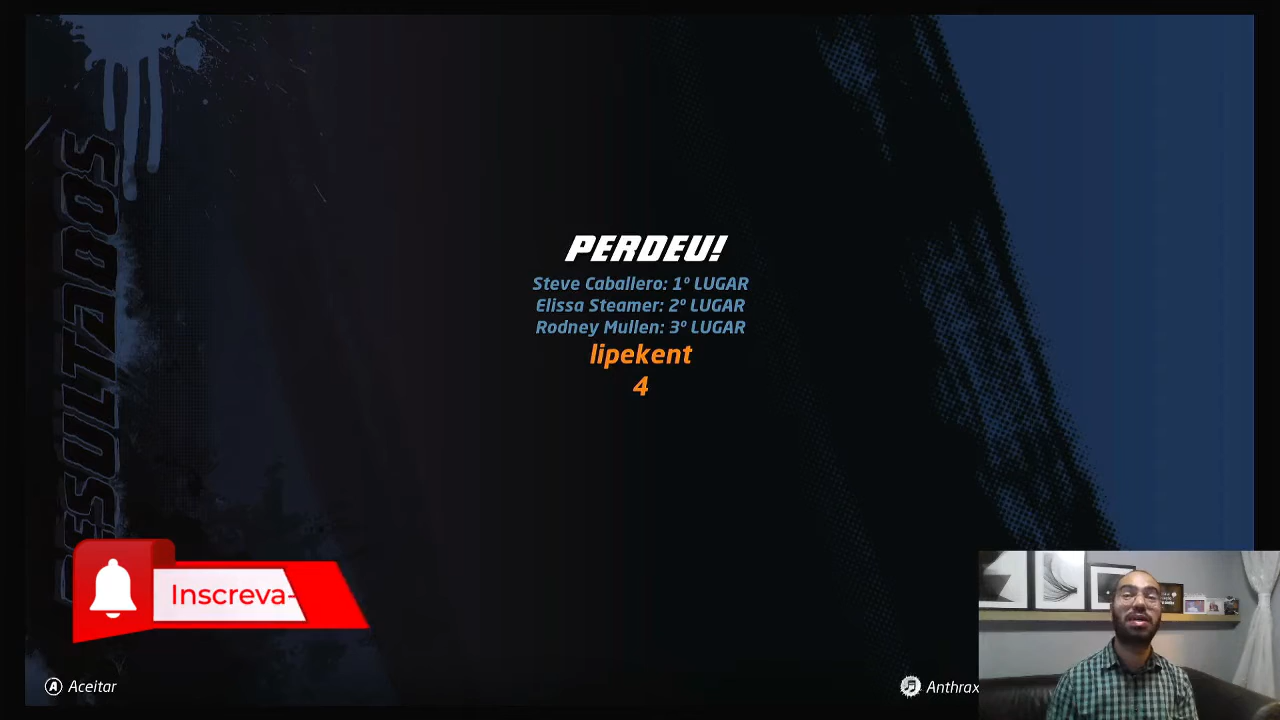 RESULTADOS
PERDEU!
Steve Caballero: 1º LUGAR
Elissa Steamer: 2º LUGAR
Rodney Mullen: 3º LUGAR
lipekent
4
Inscreva-
A Aceitar
Anthrax